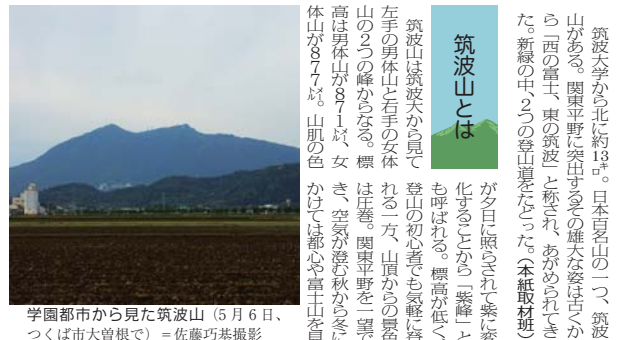 筑波大学から北に約13㌔。日本百名山の一つ、筑波
山がある。関東平野に突出するその雄大な姿は古くか
ら「西の富士、東の筑波」と称され、あがめられてき
た。新緑の中、2つの登山道をたどった。(本紙取材班)
筑波山とは
筑波山は筑波大から見て
左手の男体山と右手の女体
山の2つの峰からなる。標
高は男体山が871㍍、女
体山が877㍍。山肌の色
が夕日に照らされて紫に変
化することから「紫峰」と
も呼ばれる。標高が低く、
登山の初心者でも気軽に登
れる一方、山頂からの景色
は圧巻。関東平野を一望で
き、空気が澄む秋から冬に
かけては都心や富士山を見
学園都市から見た筑波山(5月6日、
つくば市大曽根で)=佐藤巧基撮影